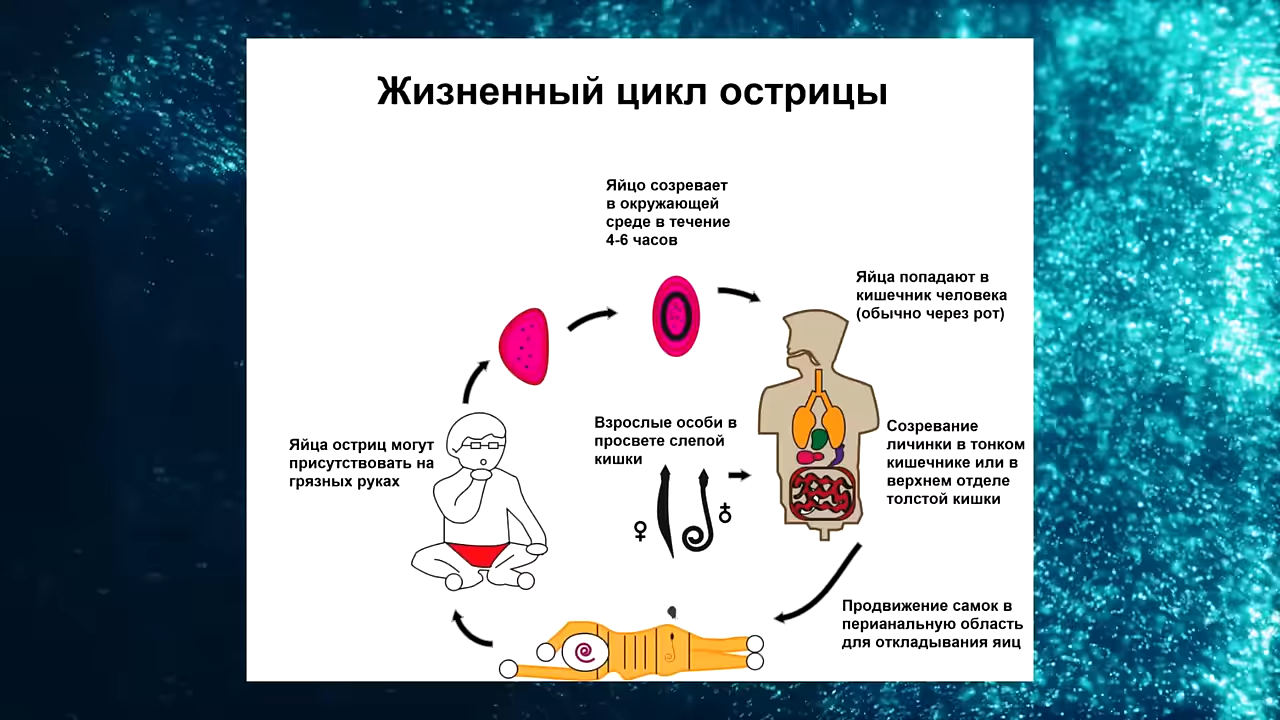 Жизненный цикл острицы
Яйцо созревает
в окружающей
среде в течение
4-6 часов
Яйца попадают в
кишечник человека
(обычно через рот)
Яйца остриц могут
присутствовать на
грязных руках
Взрослые особи в
просвете слепой
кишки
Созревание
личинки в тонком
кишечнике или в
верхнем отделе
толстой кишки
Продвижение самок в
перианальную область
для откладывания яиц